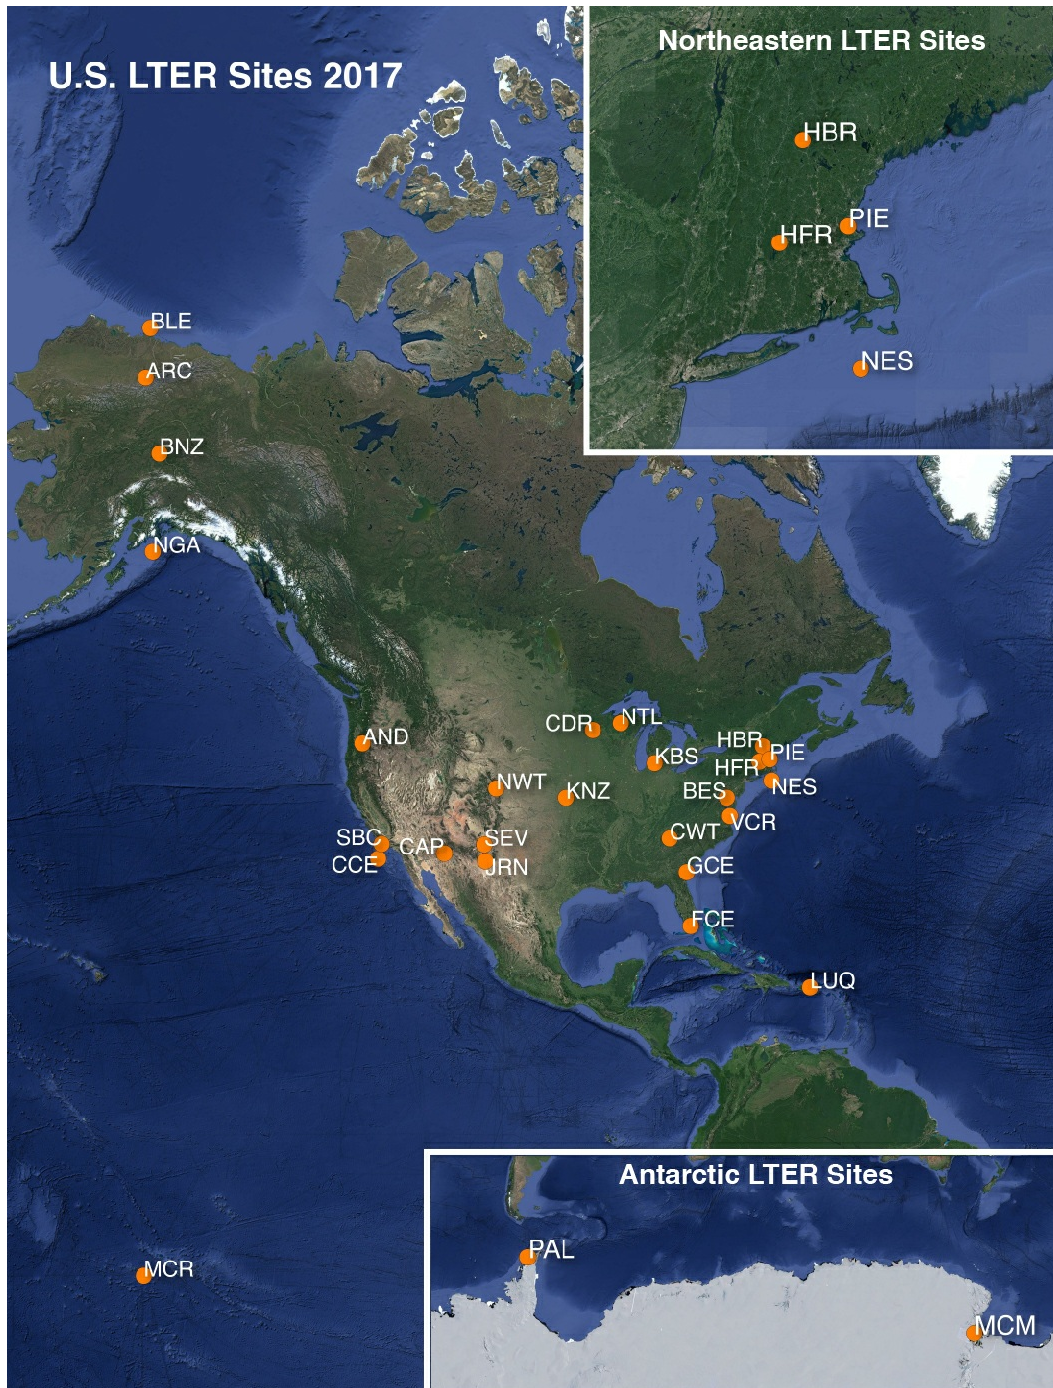 U.S. LTER Sites 2017
Northeastern LTER Sites
HBR
PIE
HFR
NES
BLE
ARC
BNZ
NGA
AND
CDR
NTL
KBS
HBR
PIE
HFR
NES
NWT
KNZ
BES
VCR
SBC
CAP
SEV
CWT
CCE
JRN
GCE
FCE
LUQ
MCR
Antarctic LTER Sites
PAL
MCM